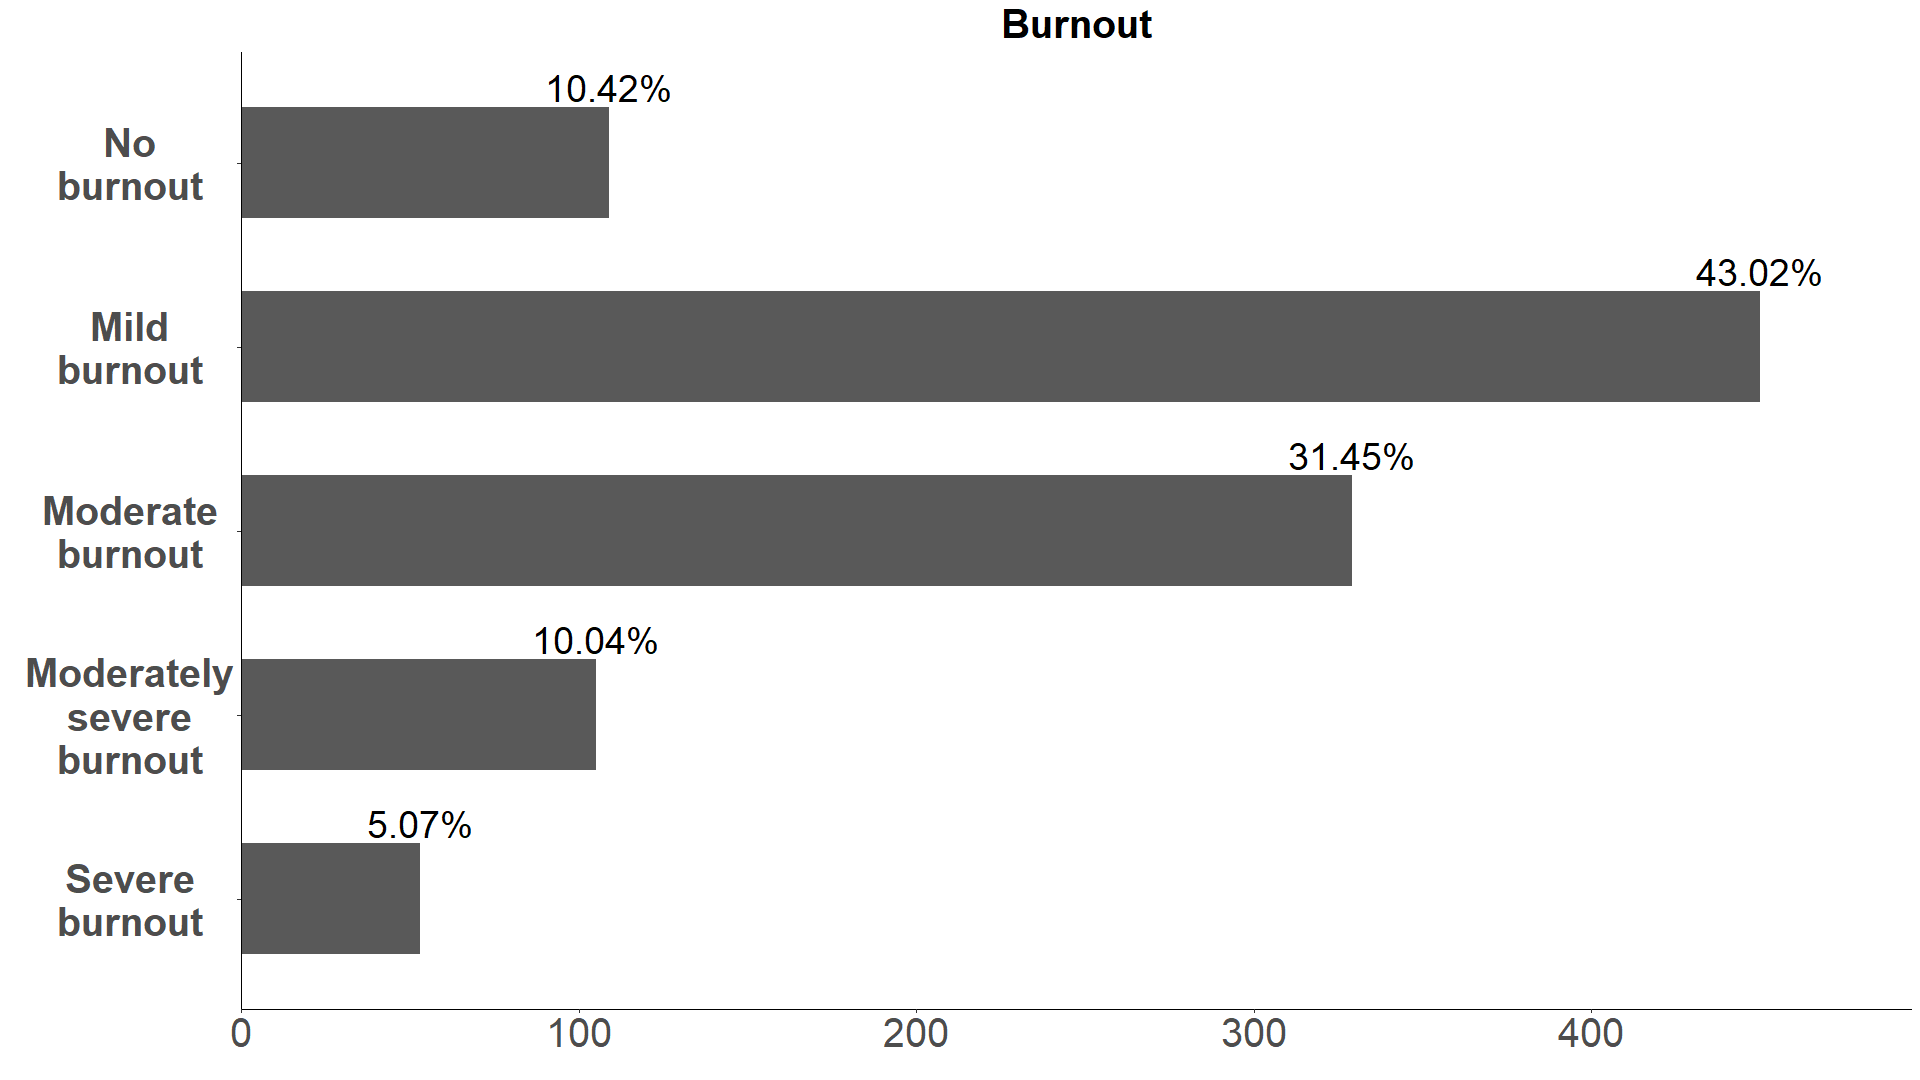 Burnout
10.42%
No
burnout
43.02%
Mild
burnout
31.45%
Moderate
burnout
10.04%
Moderately
severe
burnout
5.07%
Severe
burnout
0 100 200 300 400